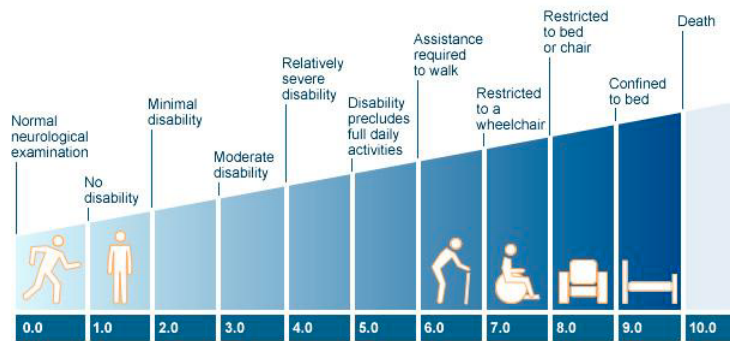 Normal
neurological
examination
No
disability
Minimal
disability
Moderate
disability
Relatively
severe
disability
Disability
precludes
full daily
activities
Assistance
required
to walk
Restricted
to a
wheelchair
Restricted
to bed
or chair
Confined
to bed
Death
0.0 1.0 2.0 3.0 4.0 5.0 6.0 7.0 8.0 9.0 10.0